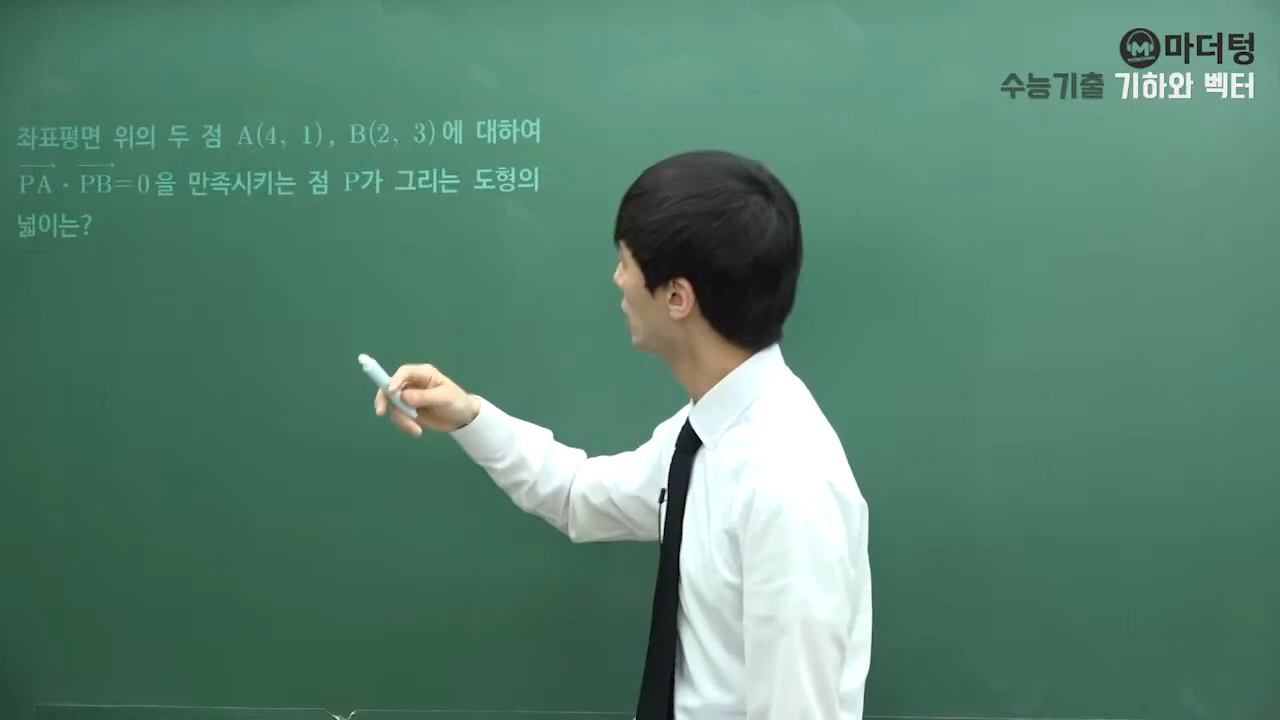 마더텅
수능기출 기하와 벡터
좌표평면 위의 두 점 A(4, 1), B(2, 3)에 대하여
PA · PB=0을 만족시키는 점 P가 그리는 도형의
넓이는?